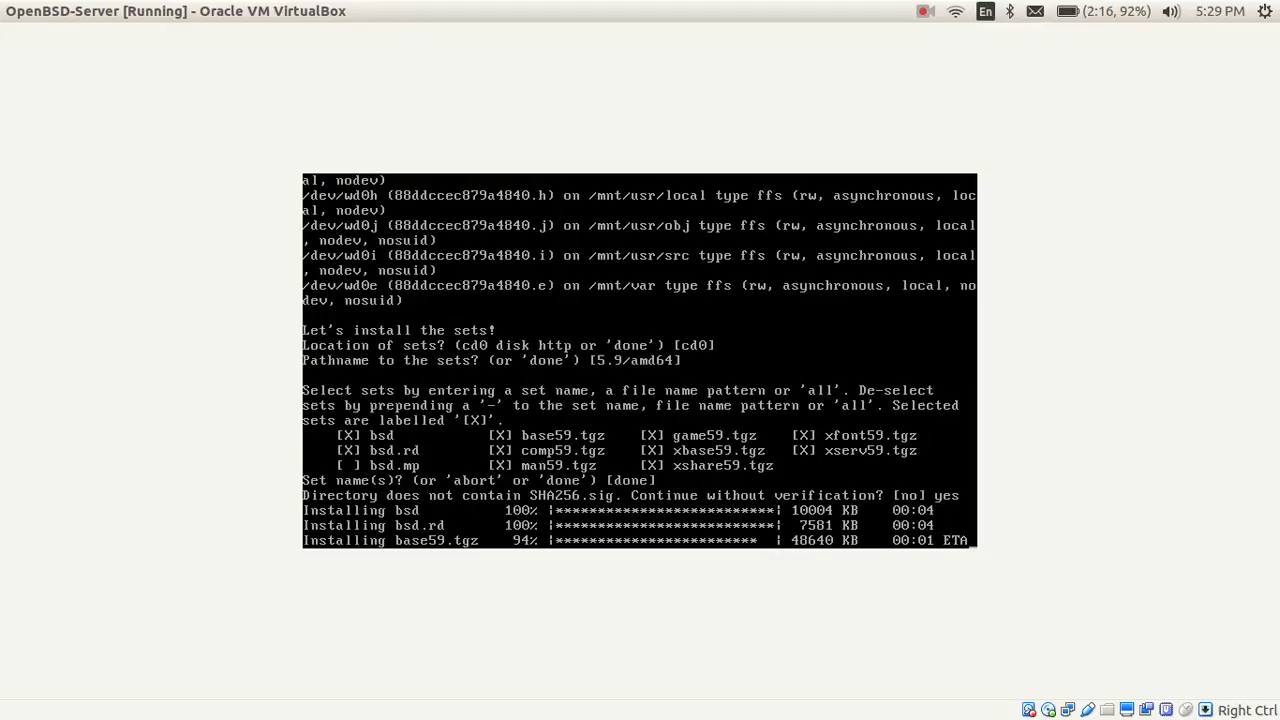 OpenBSD-Server [Running] - Oracle VM VirtualBox
En
(2:16, 92%)
5:29 PM
al, nodev)
/dev/wd0h (88ddccec879a4840.h) on /mnt/usr/local type ffs (rw, asynchronous, loc
al, nodev)
/dev/wd0j (88ddccec879a4840.j) on /mnt/usr/obj type ffs (rw, asynchronous, local
, nodev, nosuid)
/dev/wd0i (88ddccec879a4840.i) on /mnt/usr/src type ffs (rw, asynchronous, local
, nodev, nosuid)
/dev/wd0e (88ddccec879a4840.e) on /mnt/var type ffs (rw, asynchronous, local, no
dev, nosuid)
Let's install the sets!
Location of sets? (cd0 disk http or 'done') [cd0]
Pathname to the sets? (or 'done') [5.9/amd64]
Select sets by entering a set name, a file name pattern or 'all'. De-select
sets by prepending a '-' to the set name, file name pattern or 'all'. Selected
sets are labelled '[X]'.
[X] bsd [X] base59.tgz [X] game59.tgz [X] xfont59.tgz
[X] bsd.rd [X] comp59.tgz [X] xbase59.tgz [X] xserv59.tgz
[ ] bsd.mp [X] man59.tgz [X] xshare59.tgz
Set name(s)? (or 'abort' or 'done') [done]
Directory does not contain SHA256.sig. Continue without verification? [no] yes
Installing bsd 100% |**************************| 10004 KB 00:04
Installing bsd.rd 100% |**************************| 7581 KB 00:04
Installing base59.tgz 94% |************************ | 48640 KB 00:01 ETA
Right Ctrl